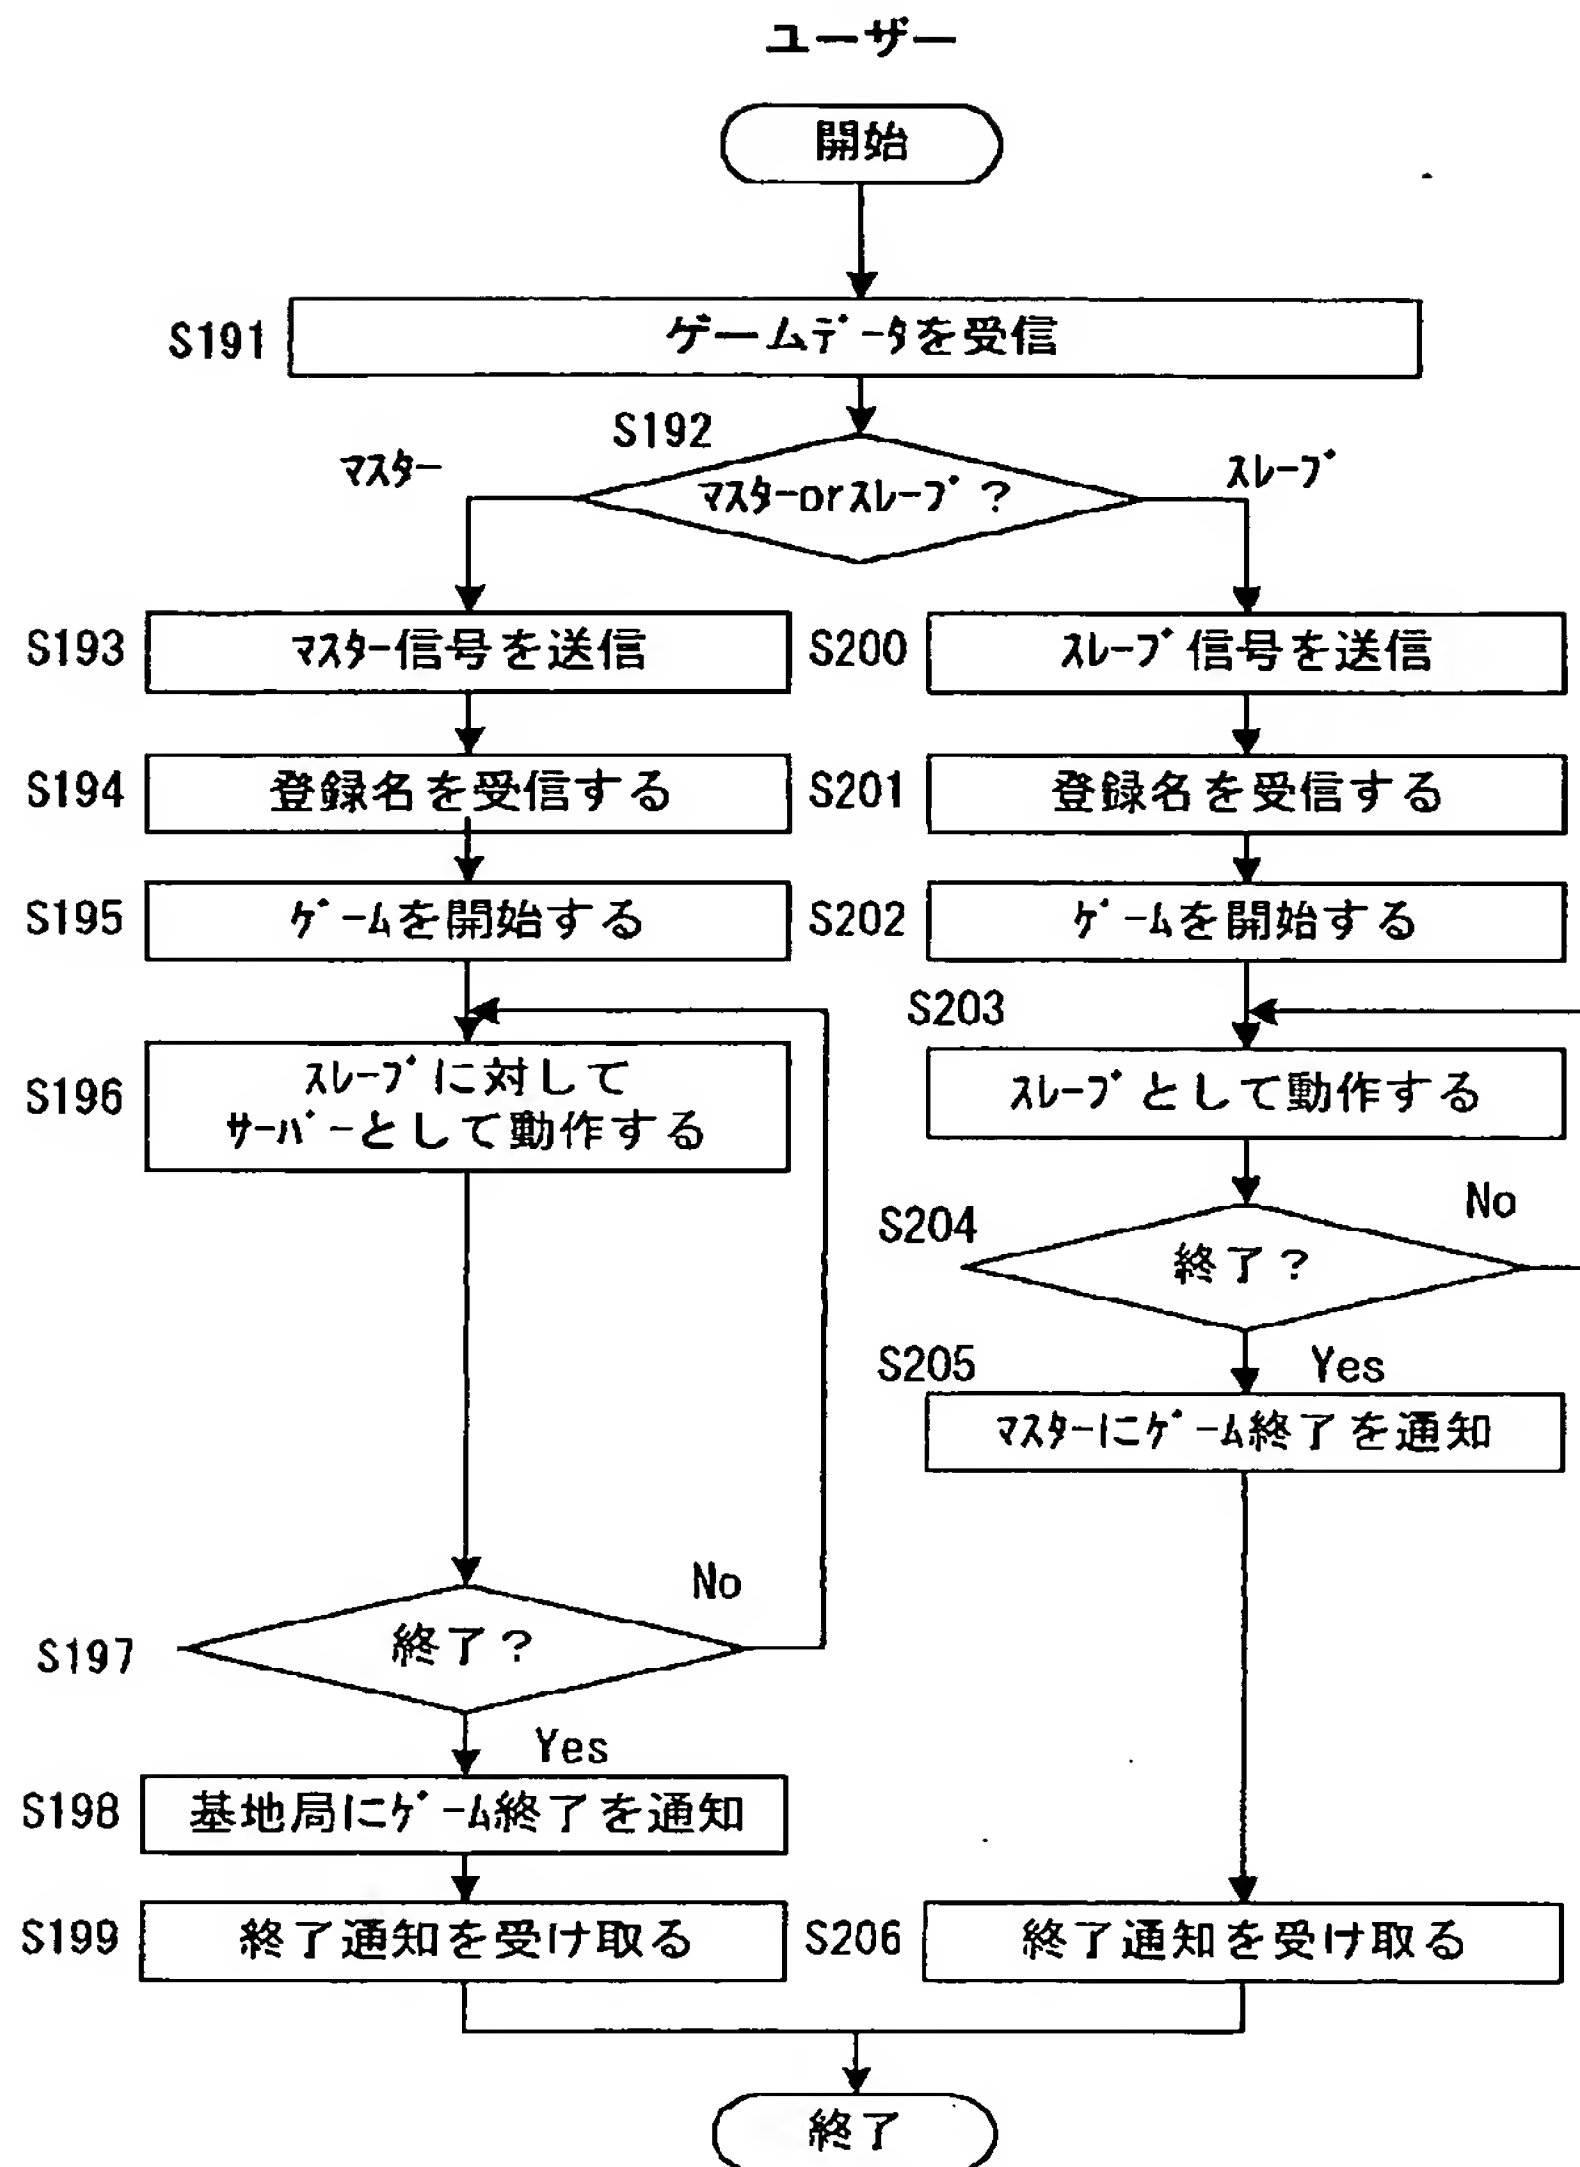 ユーザー
開始
S191
ゲームデータを受信
S192
マスター
マスターorスレーブ？
スレーブ
S193
マスター信号を送信
S194
登録名を受信する
S195
ゲームを開始する
S196
スレーブに対して
サーバーとして動作する
S197
終了？
No
Yes
S198
基地局にゲーム終了を通知
S199
終了通知を受け取る
S200
スレーブ信号を送信
S201
登録名を受信する
S202
ゲームを開始する
S203
スレーブとして動作する
S204
終了？
No
S205
Yes
マスターにゲーム終了を通知
S206
終了通知を受け取る
終了